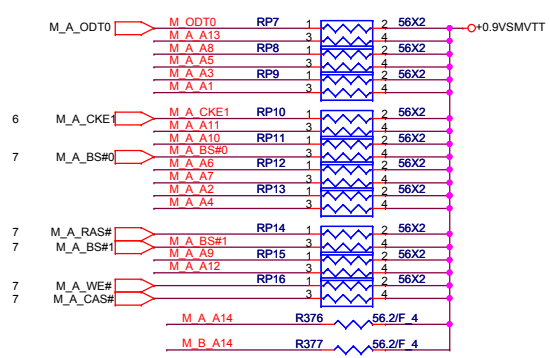 M_A_ODT0 M_ODT0 RP7 1 2 56X2 +0.9VSMVTT
M_A_A13 3 4
M_A_A8 RP8 1 2 56X2
M_A_A5 3 4
M_A_A3 RP9 1 2 56X2
M_A_A1 3 4
6 M_A_CKE1 M_A_CKE1 RP10 1 2 56X2
M_A_A11 3 4
M_A_A10 RP11 1 2 56X2
7 M_A_BS#0 M_A_BS#0 3 4
M_A_A6 RP12 1 2 56X2
M_A_A7 3 4
M_A_A2 RP13 1 2 56X2
M_A_A4 3 4
7 M_A_RAS# RP14 1 2 56X2
7 M_A_BS#1 M_A_BS#1 3 4
M_A_A9 RP15 1 2 56X2
M_A_A12 3 4
7 M_A_WE# RP16 1 2 56X2
7 M_A_CAS# 3 4
M_A_A14 R376 56.2/F_4
M_B_A14 R377 56.2/F_4